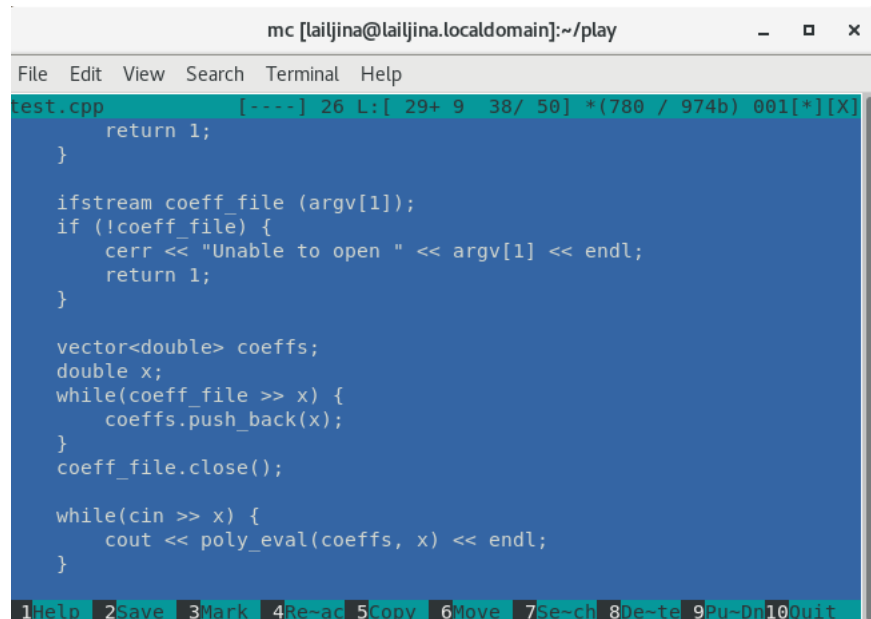 mc [lailjina@lailjina.localdomain]:~/play
File Edit View Search Terminal Help
test.cpp [----] 26 L:[ 29+ 9 38/ 50] *(780 / 974b) 001[*][X]
        return 1;
    }

    ifstream coeff_file (argv[1]);
    if (!coeff_file) {
        cerr << "Unable to open " << argv[1] << endl;
        return 1;
    }

    vector<double> coeffs;
    double x;
    while(coeff_file >> x) {
        coeffs.push_back(x);
    }
    coeff_file.close();

    while(cin >> x) {
        cout << poly_eval(coeffs, x) << endl;
    }

1Help 2Save 3Mark 4Re~ac 5Copy 6Move 7Se~ch 8De~te 9Pu~Dn 10Quit